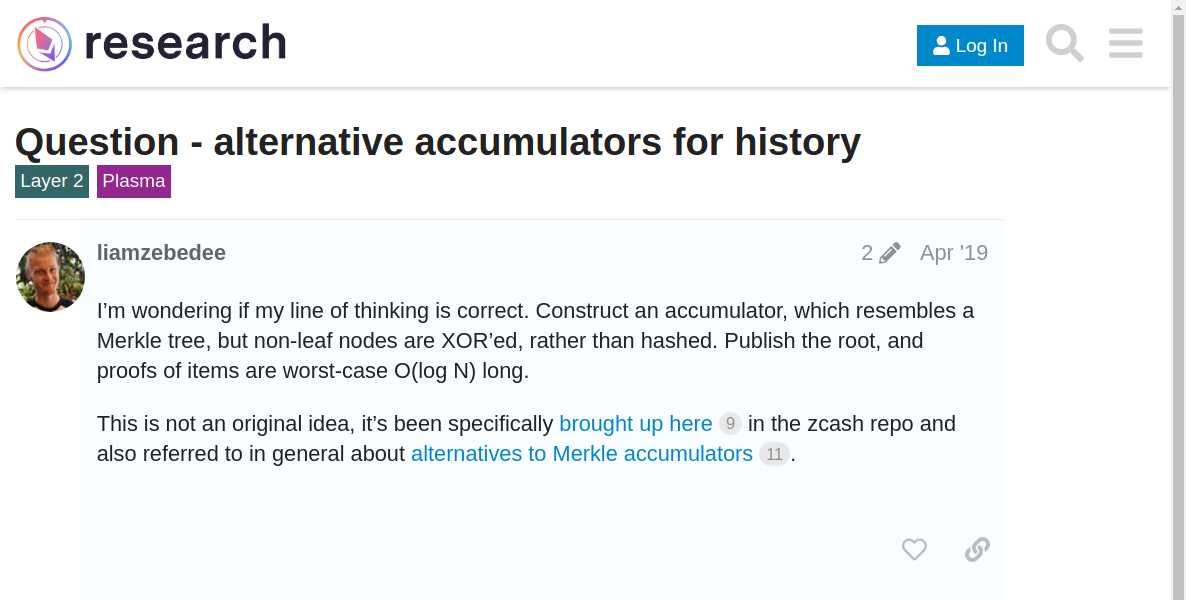 research
Log In
Question - alternative accumulators for history
Layer 2 Plasma
liamzebedee 2 Apr '19
I’m wondering if my line of thinking is correct. Construct an accumulator, which resembles a
Merkle tree, but non-leaf nodes are XOR’ed, rather than hashed. Publish the root, and
proofs of items are worst-case O(log N) long.
This is not an original idea, it’s been specifically brought up here 9 in the zcash repo and
also referred to in general about alternatives to Merkle accumulators 11 .